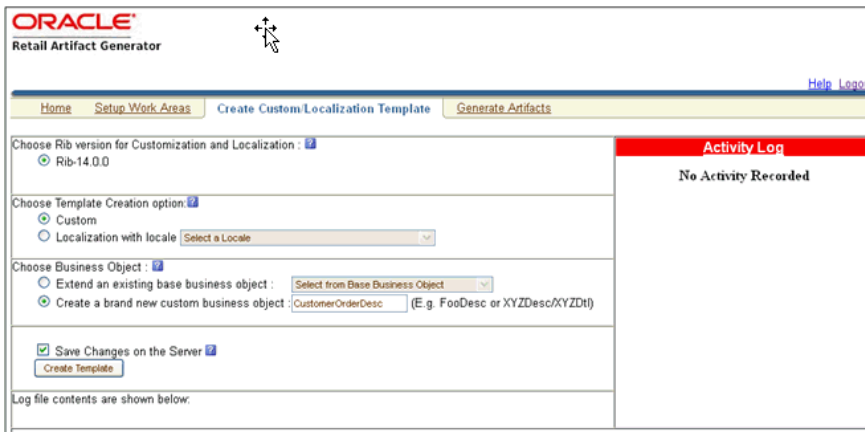 ORACLE®
Retail Artifact Generator
Help Logo
Home Setup Work Areas Create Custom/Localization Template Generate Artifacts
Choose Rib version for Customization and Localization : ?
Rib-14.0.0
Choose Template Creation option: ?
Custom
Localization with locale Select a Locale
Choose Business Object : ?
Extend an existing base business object : Select from Base Business Object
Create a brand new custom business object : CustomerOrderDesc (E.g. FooDesc or XYZDesc/XYZDtl)
Save Changes on the Server ?
Create Template
Log file contents are shown below:
Activity Log
No Activity Recorded